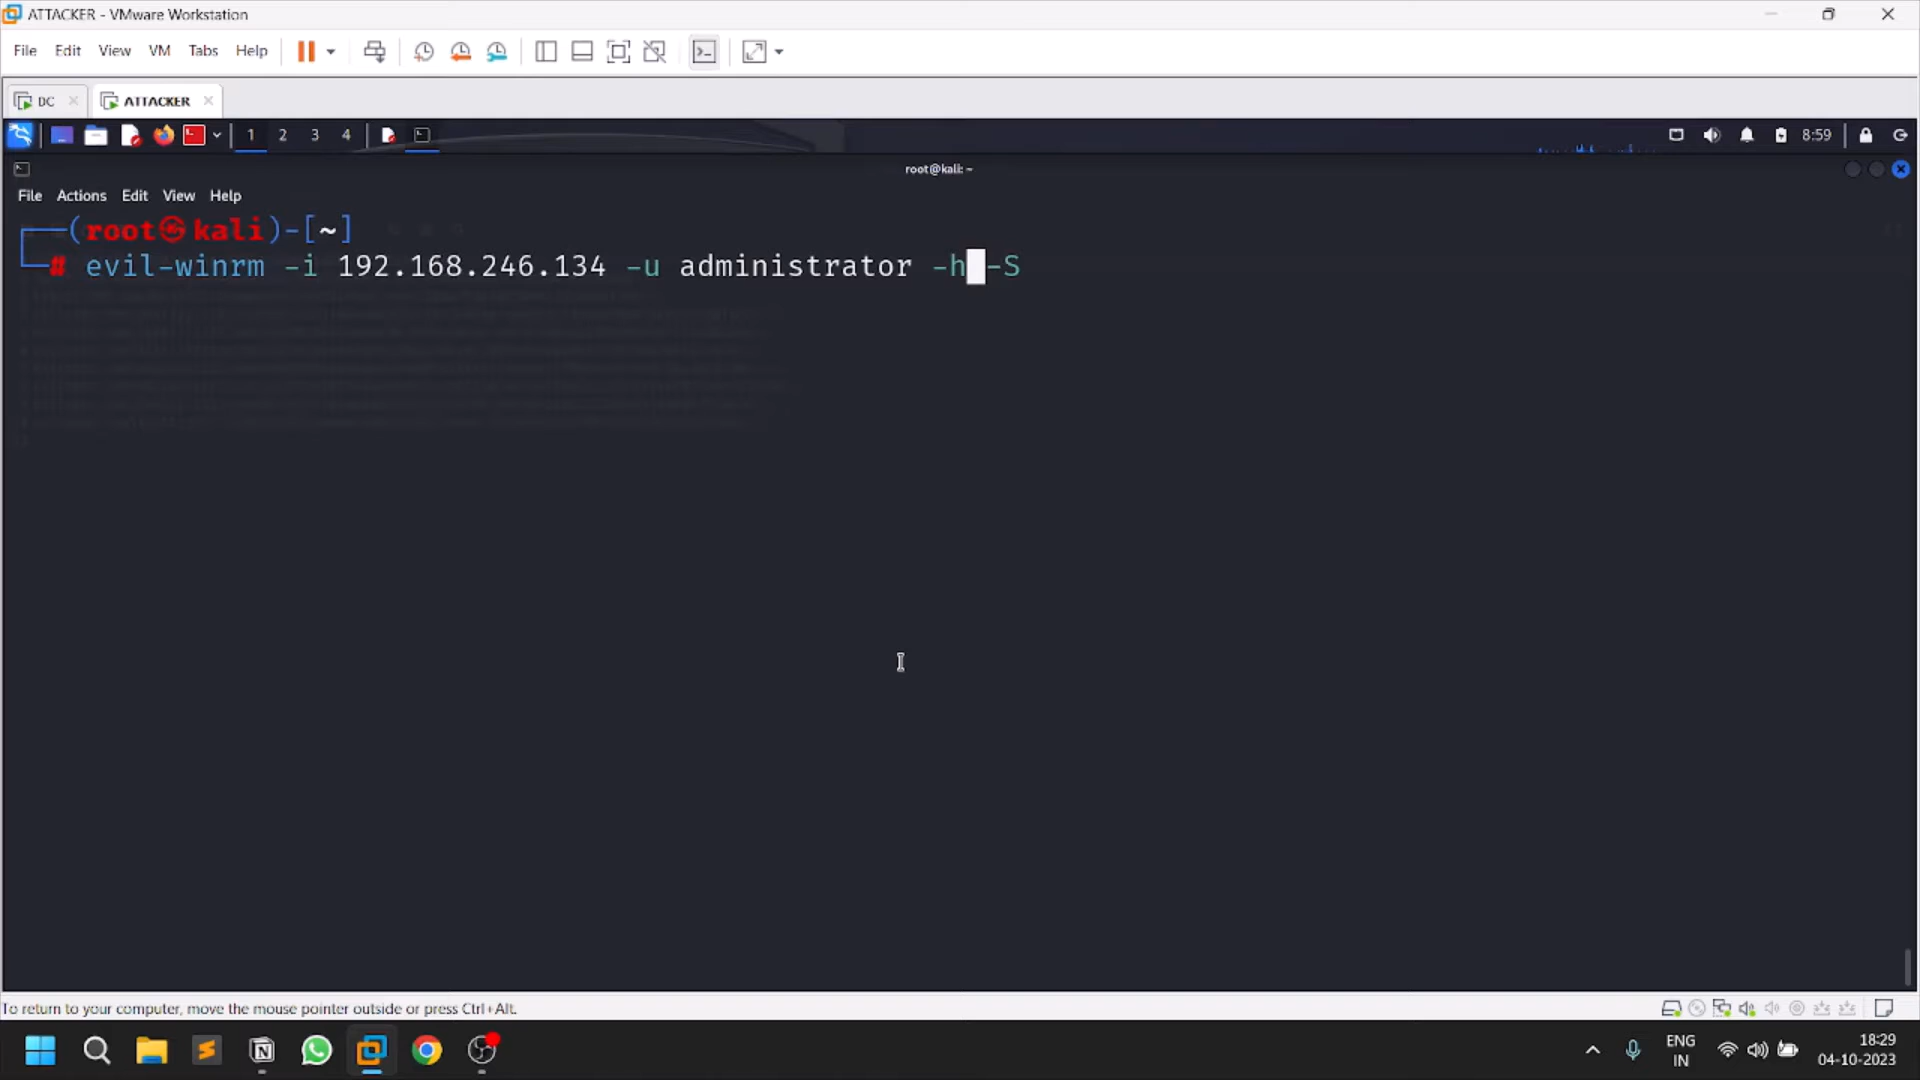 ATTACKER - VMware Workstation
File Edit View VM Tabs Help
DC ATTACKER
1 2 3 4 8:59
root@kali: ~
File Actions Edit View Help
┌──(root㉿kali)-[~]
└─# evil-winrm -i 192.168.246.134 -u administrator -h -S
To return to your computer, move the mouse pointer outside or press Ctrl+Alt.
ENG 18:29
IN 04-10-2023